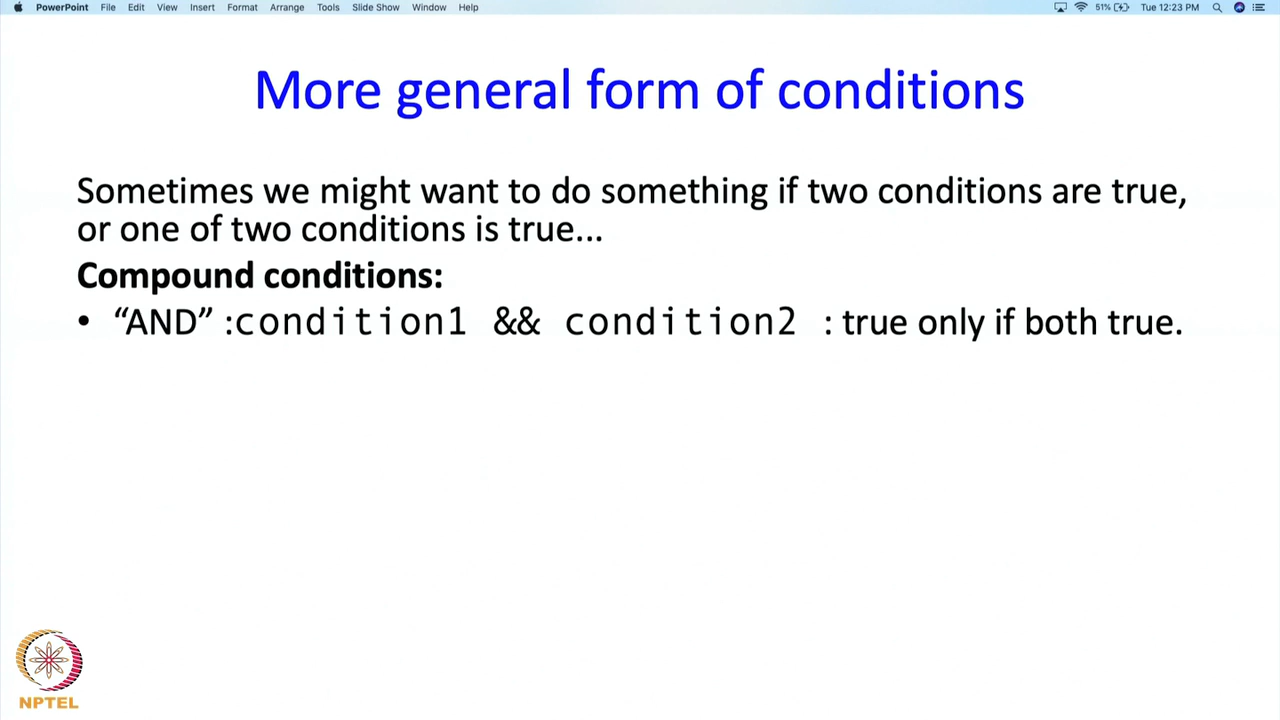 PowerPoint File Edit View Insert Format Arrange Tools Slide Show Window Help 51% Tue 12:23 PM
More general form of conditions
Sometimes we might want to do something if two conditions are true,
or one of two conditions is true...
Compound conditions:
• “AND” :condition1 && condition2 : true only if both true.
NPTEL